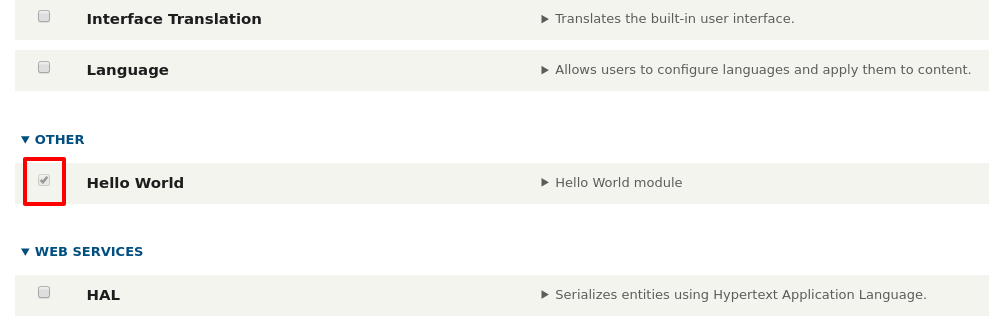 Interface Translation Translates the built-in user interface.
Language Allows users to configure languages and apply them to content.
OTHER
Hello World Hello World module
WEB SERVICES
HAL Serializes entities using Hypertext Application Language.